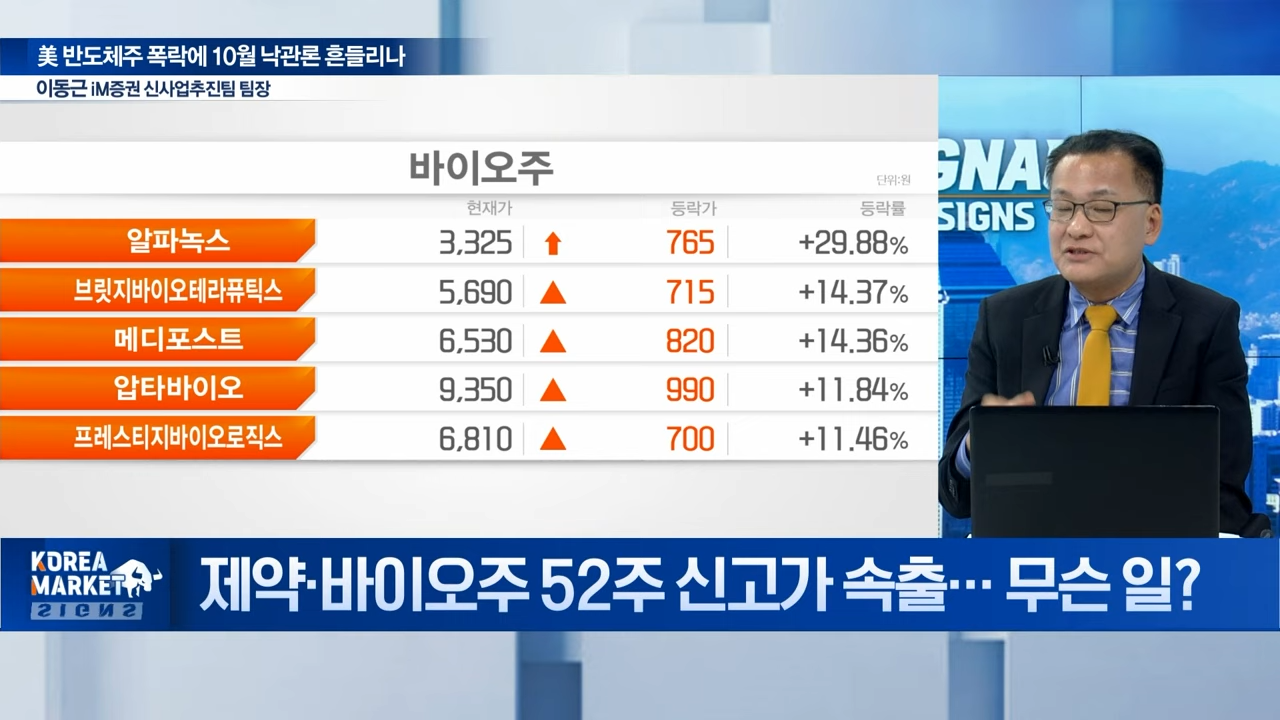 美 반도체주 폭락에 10월 낙관론 흔들리나
이동근 iM증권 신사업추진팀 팀장
바이오주
단위:원
현재가 등락가 등락률
알파녹스 3,325 765 +29.88%
브릿지바이오테라퓨틱스 5,690 ▲ 715 +14.37%
메디포스트 6,530 ▲ 820 +14.36%
압타바이오 9,350 ▲ 990 +11.84%
프레스티지바이오로직스 6,810 ▲ 700 +11.46%
GNA
SIGNS
KOREA
MARKET
SIGNS
제약·바이오주 52주 신고가 속출… 무슨 일?